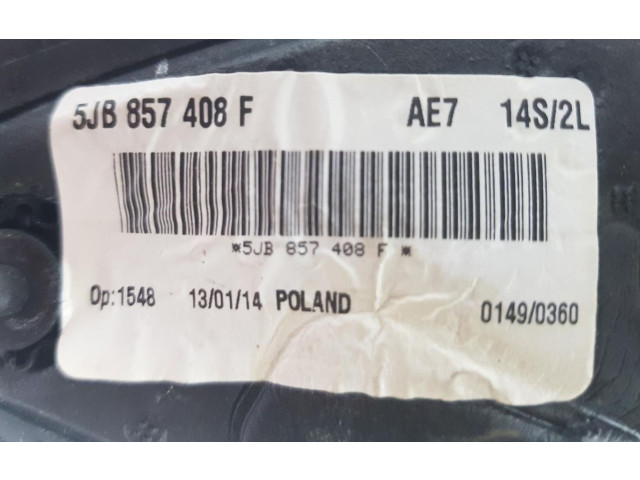 5JB 857 408 F AE7 14S/2L
*5JB 857 408 F *
Op:1548 13/01/14 POLAND 0149/0360